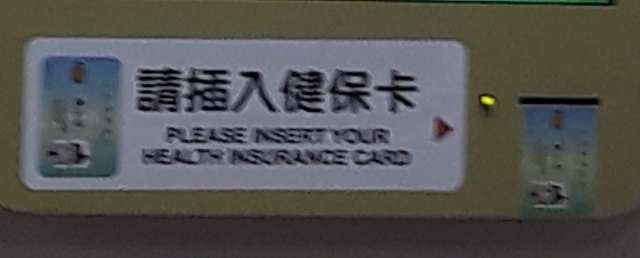 請插入健保卡
PLEASE INSERT YOUR
HEALTH INSURANCE CARD